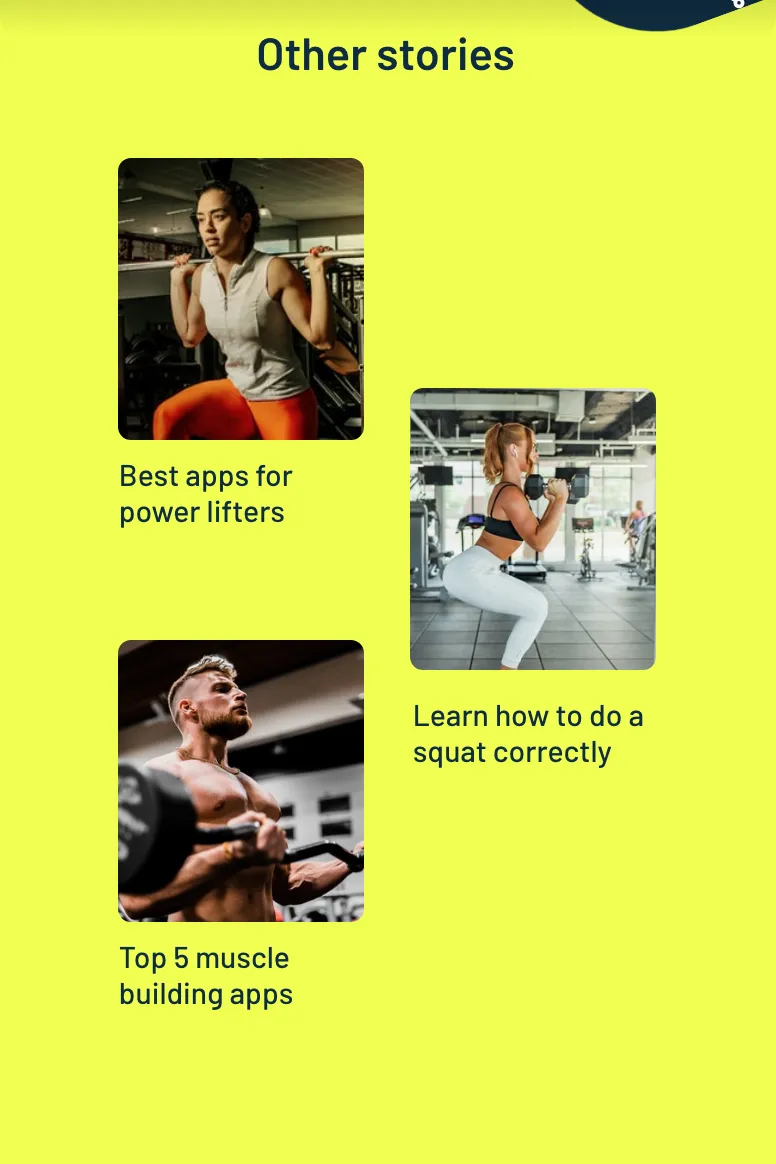 Other stories
Best apps for
power lifters
Learn how to do a
squat correctly
Top 5 muscle
building apps